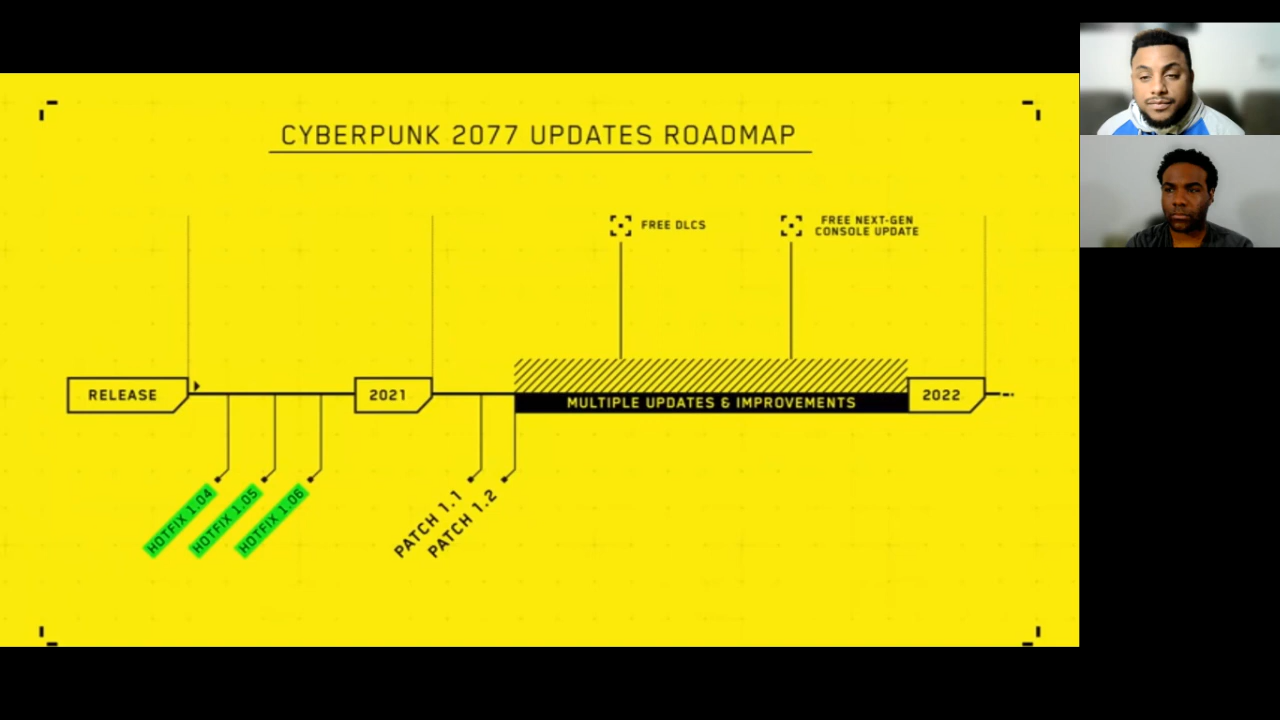 CYBERPUNK 2077 UPDATES ROADMAP
FREE DLCS
FREE NEXT-GEN
CONSOLE UPDATE
RELEASE
2021
MULTIPLE UPDATES & IMPROVEMENTS
2022
HOTFIX 1.04
HOTFIX 1.05
HOTFIX 1.06
PATCH 1.1
PATCH 1.2